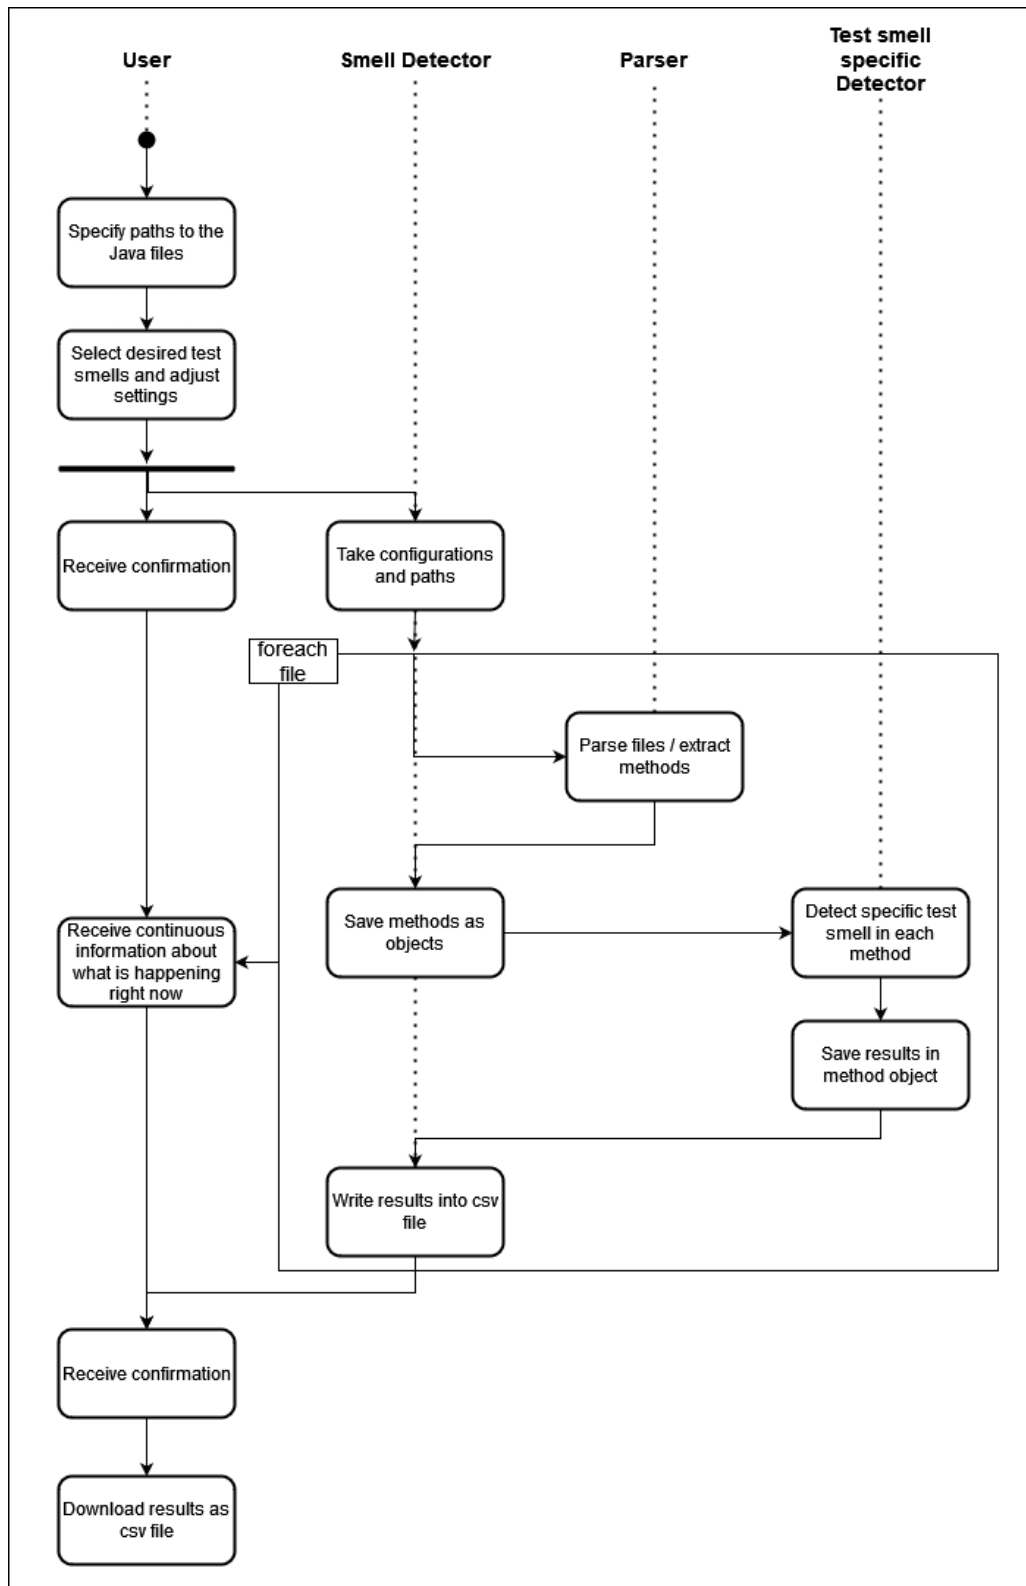 User
Smell Detector
Parser
Test smell
specific
Detector
Specify paths to the
Java files
Select desired test
smells and adjust
settings
Receive confirmation
Take configurations
and paths
foreach
file
Parse files / extract
methods
Save methods as
objects
Detect specific test
smell in each
method
Receive continuous
information about
what is happening
right now
Save results in
method object
Write results into csv
file
Receive confirmation
Download results as
csv file